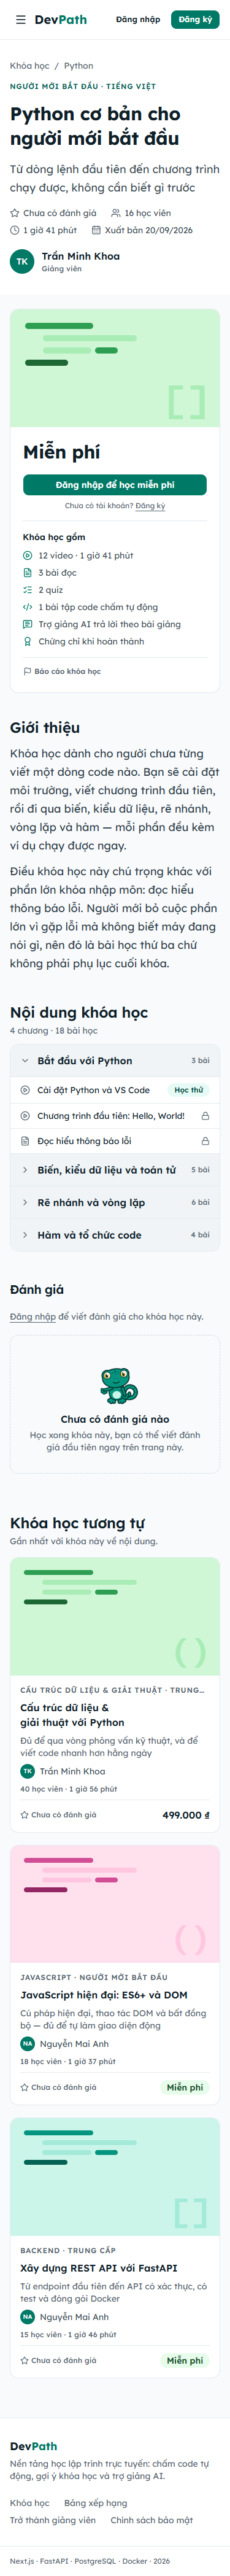 DevPath
Đăng nhập
Đăng ký
Khóa học / Python
NGƯỜI MỚI BẮT ĐẦU · TIẾNG VIỆT
Python cơ bản cho
người mới bắt đầu
Từ dòng lệnh đầu tiên đến chương trình
chạy được, không cần biết gì trước
Chưa có đánh giá
16 học viên
1 giờ 41 phút
Xuất bản 20/09/2026
TK
Trần Minh Khoa
Giảng viên
[ ]
Miễn phí
Đăng nhập để học miễn phí
Chưa có tài khoản? Đăng ký
Khóa học gồm
12 video · 1 giờ 41 phút
3 bài đọc
2 quiz
1 bài tập code chấm tự động
Trợ giảng AI trả lời theo bài giảng
Chứng chỉ khi hoàn thành
Báo cáo khóa học
Giới thiệu
Khóa học dành cho người chưa từng
viết một dòng code nào. Bạn sẽ cài đặt
môi trường, viết chương trình đầu tiên,
rồi đi qua biến, kiểu dữ liệu, rẽ nhánh,
vòng lặp và hàm — mỗi phần đều kèm
ví dụ chạy được ngay.
Điều khóa học này chú trọng khác với
phần lớn khóa nhập môn: đọc hiểu
thông báo lỗi. Người mới bỏ cuộc phần
lớn vì gặp lỗi mà không biết máy đang
nói gì, nên đó là bài học thứ ba chứ
không phải phụ lục cuối khóa.
Nội dung khóa học
4 chương · 18 bài học
Bắt đầu với Python
3 bài
Cài đặt Python và VS Code
Học thử
Chương trình đầu tiên: Hello, World!
Đọc hiểu thông báo lỗi
Biến, kiểu dữ liệu và toán tử
5 bài
Rẽ nhánh và vòng lặp
6 bài
Hàm và tổ chức code
4 bài
Đánh giá
Đăng nhập để viết đánh giá cho khóa học này.
Chưa có đánh giá nào
Học xong khóa này, bạn có thể viết đánh
giá đầu tiên ngay trên trang này.
Khóa học tương tự
Gần nhất với khóa này về nội dung.
( )
CẤU TRÚC DỮ LIỆU & GIẢI THUẬT · TRUNG…
Cấu trúc dữ liệu &
giải thuật với Python
Đủ để qua vòng phỏng vấn kỹ thuật, và để
viết code nhanh hơn hằng ngày
TK
Trần Minh Khoa
40 học viên · 1 giờ 56 phút
Chưa có đánh giá
499.000 ₫
( )
JAVASCRIPT · NGƯỜI MỚI BẮT ĐẦU
JavaScript hiện đại: ES6+ và DOM
Cú pháp hiện đại, thao tác DOM và bất đồng
bộ — đủ để tự làm giao diện động
NA
Nguyễn Mai Anh
18 học viên · 1 giờ 37 phút
Chưa có đánh giá
Miễn phí
[ ]
BACKEND · TRUNG CẤP
Xây dựng REST API với FastAPI
Từ endpoint đầu tiên đến API có xác thực, có
test và đóng gói Docker
NA
Nguyễn Mai Anh
15 học viên · 1 giờ 46 phút
Chưa có đánh giá
Miễn phí
DevPath
Nền tảng học lập trình trực tuyến: chấm code tự
động, gợi ý khóa học và trợ giảng AI.
Khóa học
Bảng xếp hạng
Trở thành giảng viên
Chính sách bảo mật
Next.js · FastAPI · PostgreSQL · Docker · 2026